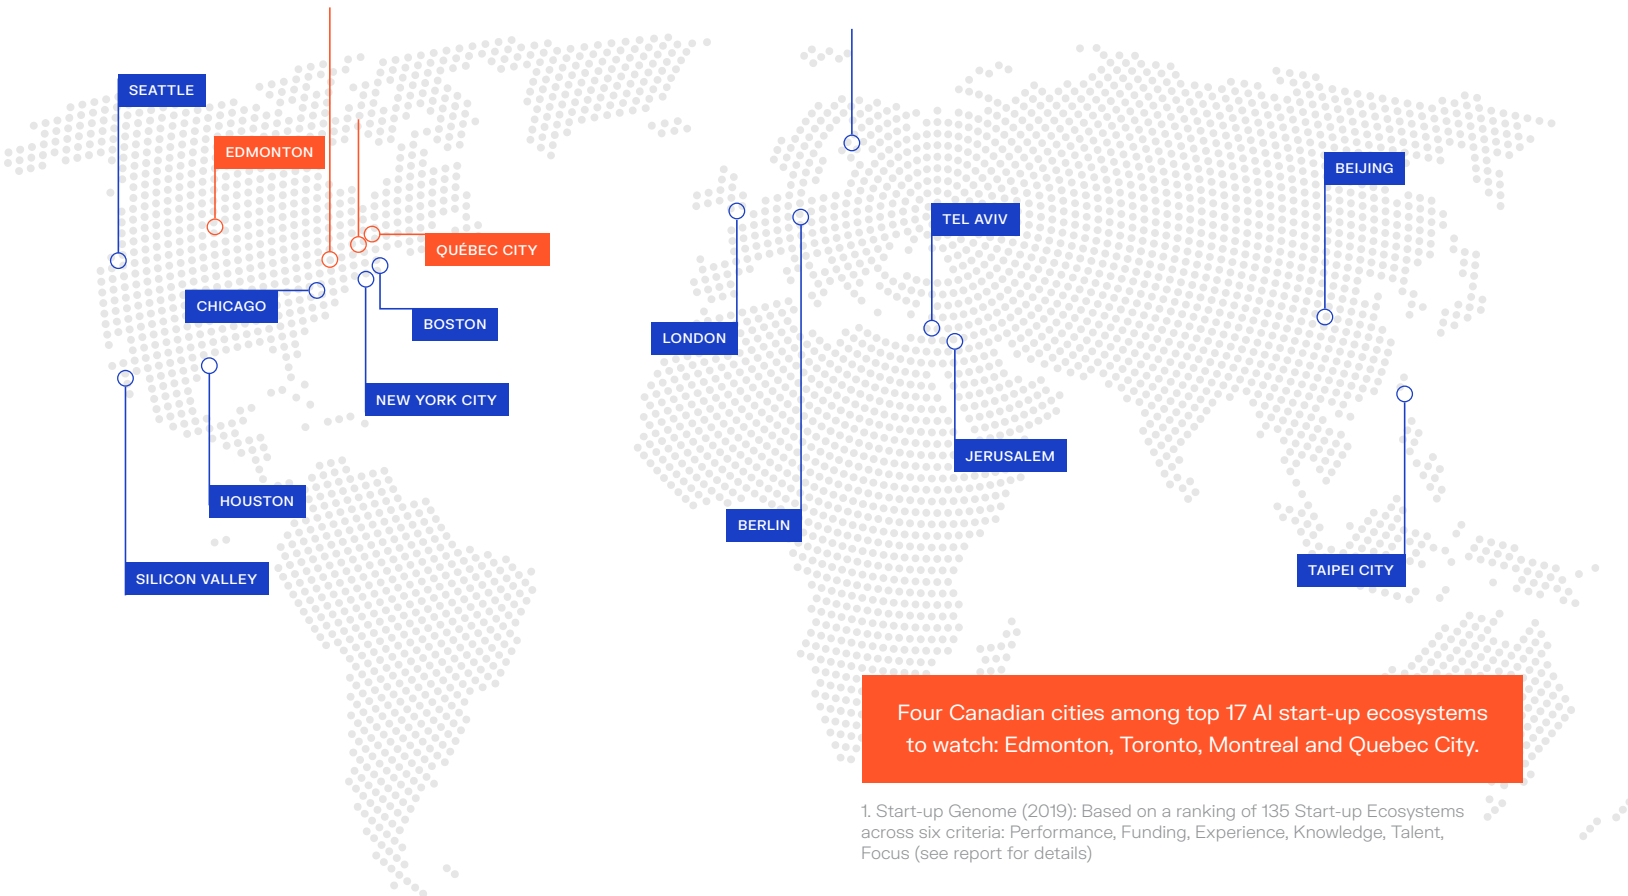 SEATTLE
EDMONTON
BEIJING
TEL AVIV
QUÉBEC CITY
CHICAGO
BOSTON
LONDON
NEW YORK CITY
JERUSALEM
HOUSTON
BERLIN
TAIPEI CITY
SILICON VALLEY
Four Canadian cities among top 17 AI start-up ecosystems
to watch: Edmonton, Toronto, Montreal and Quebec City.
1. Start-up Genome (2019): Based on a ranking of 135 Start-up Ecosystems
across six criteria: Performance, Funding, Experience, Knowledge, Talent,
Focus (see report for details)